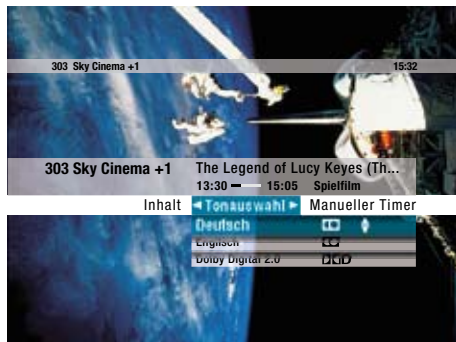 303 Sky Cinema +1 15:32
303 Sky Cinema +1 The Legend of Lucy Keyes (Th...
13:30 15:05 Spielfilm
Inhalt Tonauswahl Manueller Timer
Deutsch
Englisch
Dolby Digital 2.0